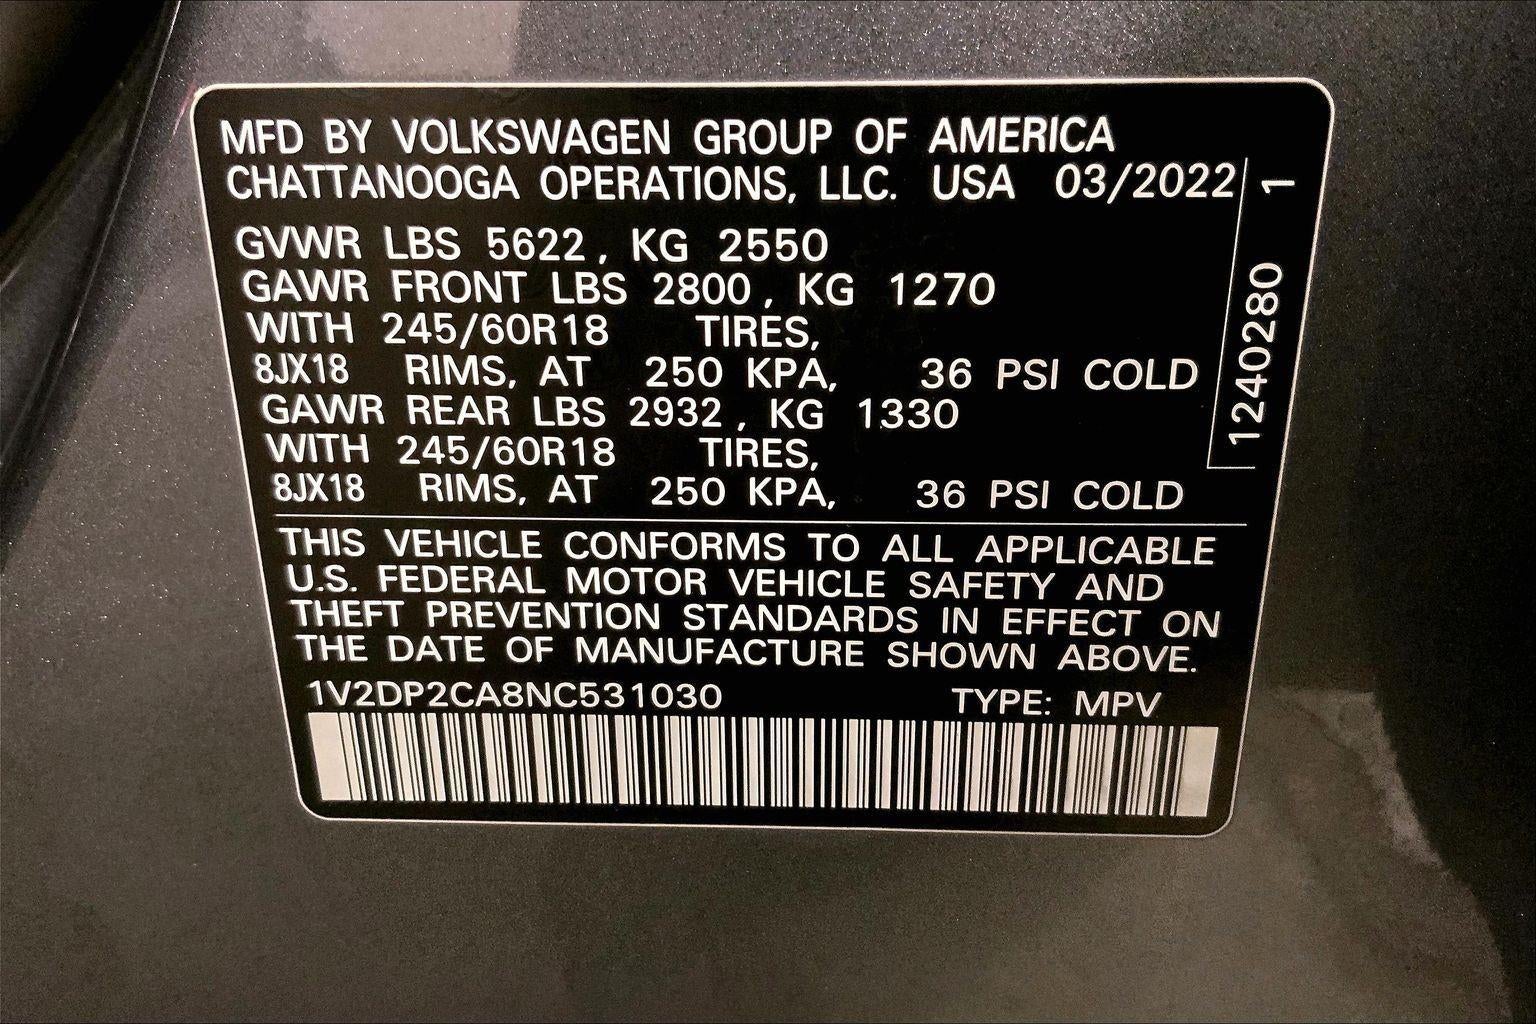 MFD BY VOLKSWAGEN GROUP OF AMERICA
CHATTANOOGA OPERATIONS, LLC. USA 03/2022
GVWR LBS 5622, KG 2550
GAWR FRONT LBS 2800, KG 1270
WITH 245/60R18 TIRES,
8JX18 RIMS, AT 250 KPA, 36 PSI COLD
GAWR REAR LBS 2932, KG 1330
WITH 245/60R18 TIRES,
8JX18 RIMS, AT 250 KPA, 36 PSI COLD
1240280 1
THIS VEHICLE CONFORMS TO ALL APPLICABLE
U.S. FEDERAL MOTOR VEHICLE SAFETY AND
THEFT PREVENTION STANDARDS IN EFFECT ON
THE DATE OF MANUFACTURE SHOWN ABOVE.
1V2DP2CA8NC531030 TYPE: MPV